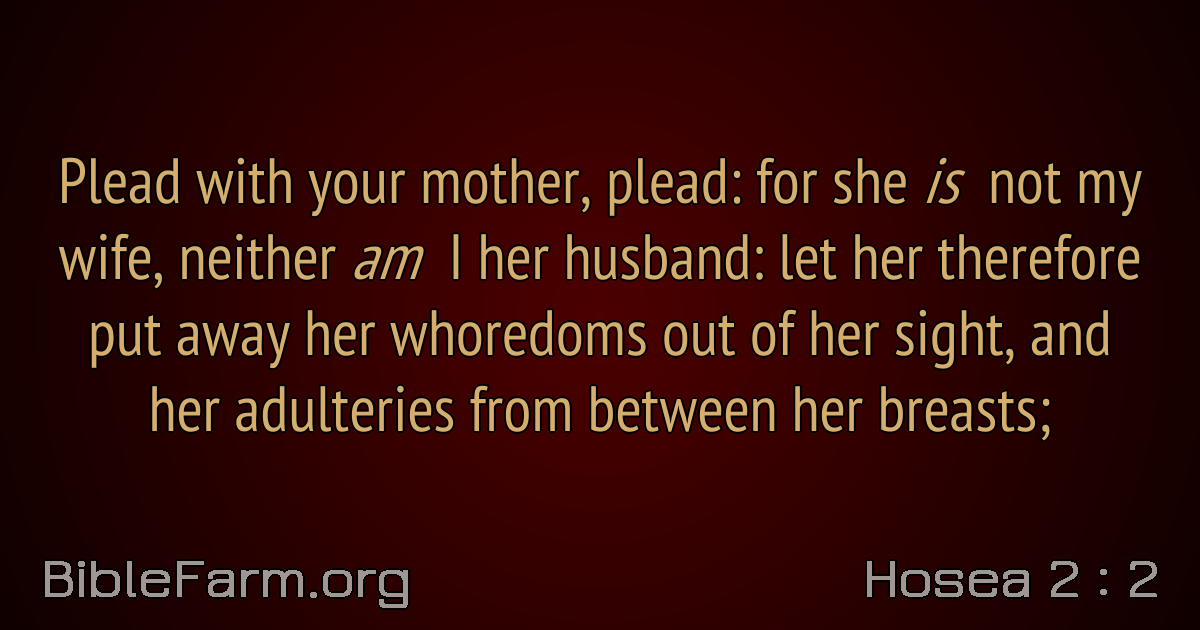 Plead with your mother, plead: for she is not my
wife, neither am I her husband: let her therefore
put away her whoredoms out of her sight, and
her adulteries from between her breasts;
BibleFarm.org
Hosea 2 : 2